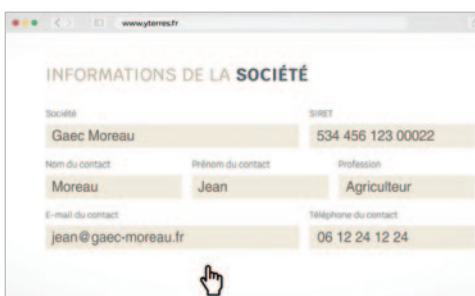 www.yterres.fr
INFORMATIONS DE LA SOCIÉTÉ
Société SIRET
Gaec Moreau 534 456 123 00022
Nom du contact Prénom du contact Profession
Moreau Jean Agriculteur
E-mail du contact Téléphone du contact
jean@gaec-moreau.fr 06 12 24 12 24